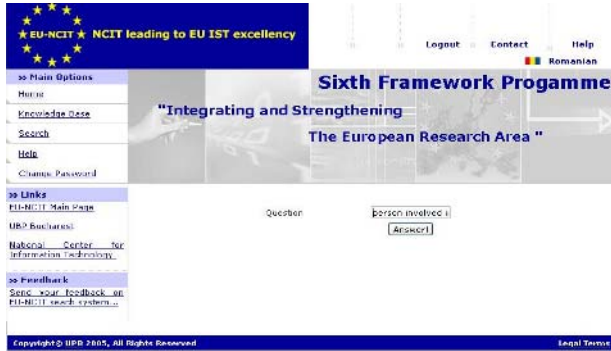 EU-NCIT NCIT leading to EU IST excellency
Logout Contact Help
Romanian
» Main Options
Home
Knowledge Base
Search
Help
Change Password
Sixth Framework Progamme
"Integrating and Strengthening
The European Research Area "
» Links
EU-NCIT Main Page
UBP Bucharest
National Center for
Information Technology
» Feedback
Send your feedback on
EU-NCIT seach system...
Question person involved i
Answer!
Copyright© UPB 2005, All Rights Reserved
Legal Terms